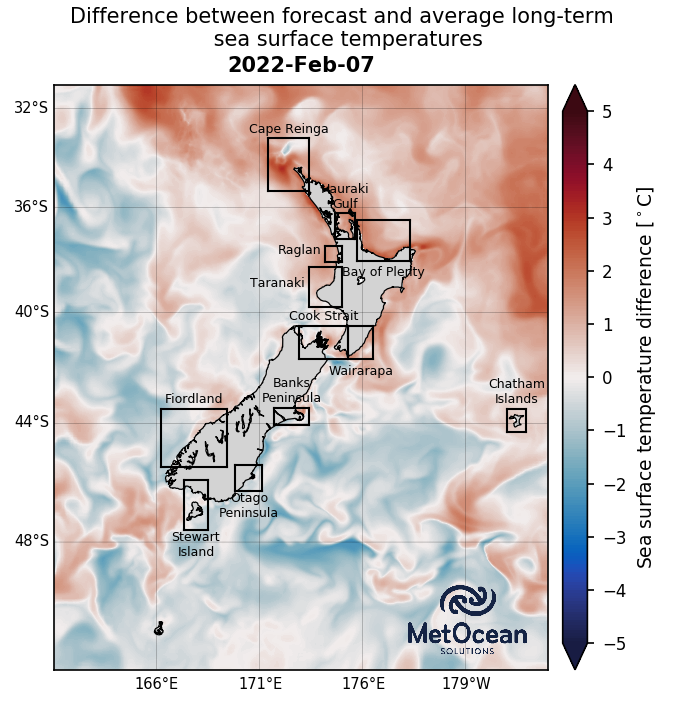 Difference between forecast and average long-term
sea surface temperatures
2022-Feb-07
32°S
36°S
40°S
44°S
48°S
166°E
171°E
176°E
179°W
Cape Reinga
Hauraki
Gulf
Raglan
Bay of Plenty
Taranaki
Cook Strait
Wairarapa
Banks
Peninsula
Fiordland
Chatham
Islands
Otago
Peninsula
Stewart
Island
MetOcean
SOLUTIONS
5
4
3
2
1
0
−1
−2
−3
−4
−5
Sea surface temperature difference [°C]